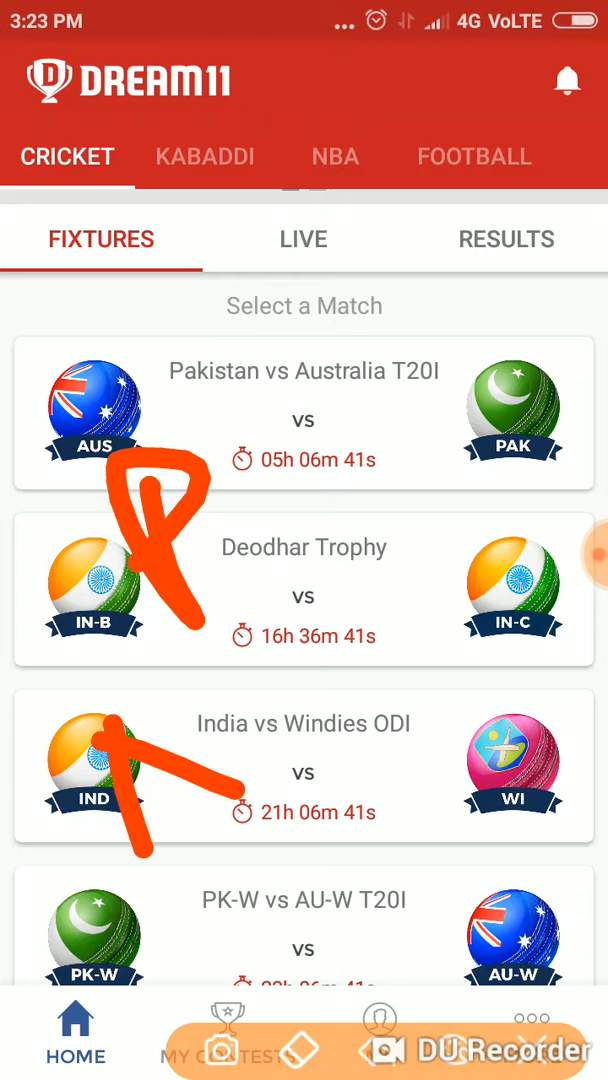 3:23 PM ... 4G VoLTE
DREAM11
CRICKET KABADDI NBA FOOTBALL
FIXTURES LIVE RESULTS
Select a Match
Pakistan vs Australia T20I
VS
AUS PAK
05h 06m 41s
Deodhar Trophy
VS
IN-B IN-C
16h 36m 41s
India vs Windies ODI
VS
IND WI
21h 06m 41s
PK-W vs AU-W T20I
VS
PK-W AU-W
HOME MY CONTESTS
DU Recorder